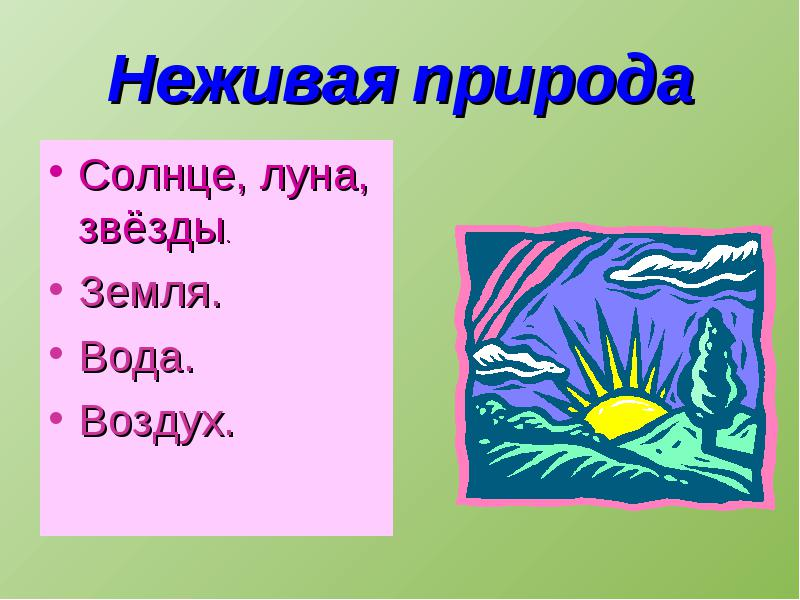 Неживая природа
• Солнце, луна,
звёзды.
• Земля.
• Вода.
• Воздух.